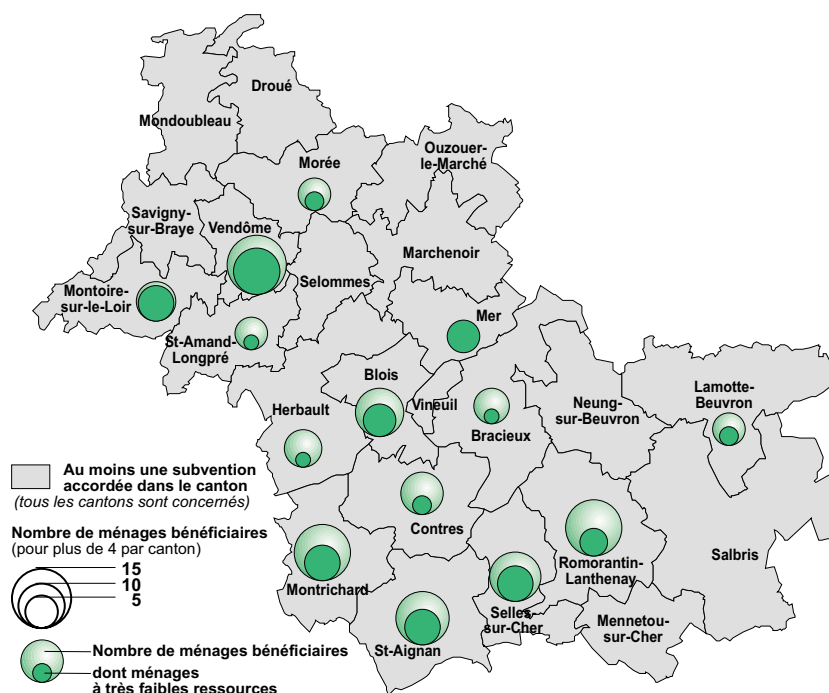 Droué
Mondoubleau
Ouzouer-
le-Marché
Morée
Savigny-
sur-Braye
Vendôme
Marchenoir
Selommes
Montoire-
sur-le-Loir
Mer
St-Amand-
Longpré
Blois
Vineuil
Herbault
Bracieux
Neung-
sur-Beuvron
Lamotte-
Beuvron
Contres
Montrichard
Romorantin-
Lanthenay
Salbris
Selles-
sur-Cher
St-Aignan
Mennetou-
sur-Cher
Au moins une subvention
accordée dans le canton
(tous les cantons sont concernés)
Nombre de ménages bénéficiaires
(pour plus de 4 par canton)
15
10
5
Nombre de ménages bénéficiaires
dont ménages
à très faibles ressources